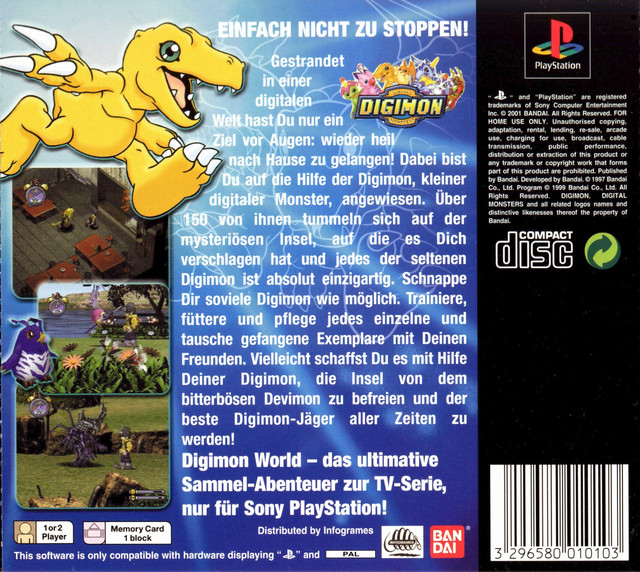 EINFACH NICHT ZU STOPPEN!
Gestrandet
in einer
digitalen
Welt hast Du nur ein
Ziel vor Augen: wieder heil
nach Hause zu gelangen! Dabei bist
Du auf die Hilfe der Digimon, kleiner
digitaler Monster, angewiesen. Über
150 von ihnen tummeln sich auf der
mysteriösen Insel, auf die es Dich
verschlagen hat und jedes der seltenen
Digimon ist absolut einzigartig. Schnappe
Dir soviele Digimon wie möglich. Trainiere,
füttere und pflege jedes einzelne und
tausche gefangene Exemplare mit Deinen
Freunden. Vielleicht schaffst Du es mit Hilfe
Deiner Digimon, die Insel von dem
bitterbösen Devimon zu befreien und der
beste Digimon-Jäger aller Zeiten zu
werden!
Digimon World – das ultimative
Sammel-Abenteuer zur TV-Serie,
nur für Sony PlayStation!
DIGIMON
Distributed by Infogrames
1 or 2
Player
Memory Card
1 block
INFOGRAMES
BAN
DAI
This software is only compatible with hardware displaying " " and PAL
PlayStation
" " and "PlayStation" are registered
trademarks of Sony Computer Entertainment
Inc. © 2001 BANDAI. All Rights Reserved. FOR
HOME USE ONLY. Unauthorised copying,
adaptation, rental, lending, re-sale, arcade
use, charging for use, broadcast, cable
transmission, public performance,
distribution or extraction of this product or
any trademark or copyright work that forms
part of this product are prohibited. Published
by Bandai. Developed by Bandai. © 1997 Bandai
Co., Ltd. Program © 1999 Bandai Co., Ltd. All
Rights Reserved. DIGIMON, DIGITAL
MONSTERS and all related logos names and
distinctive likenesses thereof the property of
Bandai.
COMPACT
disc
3 296580 010103